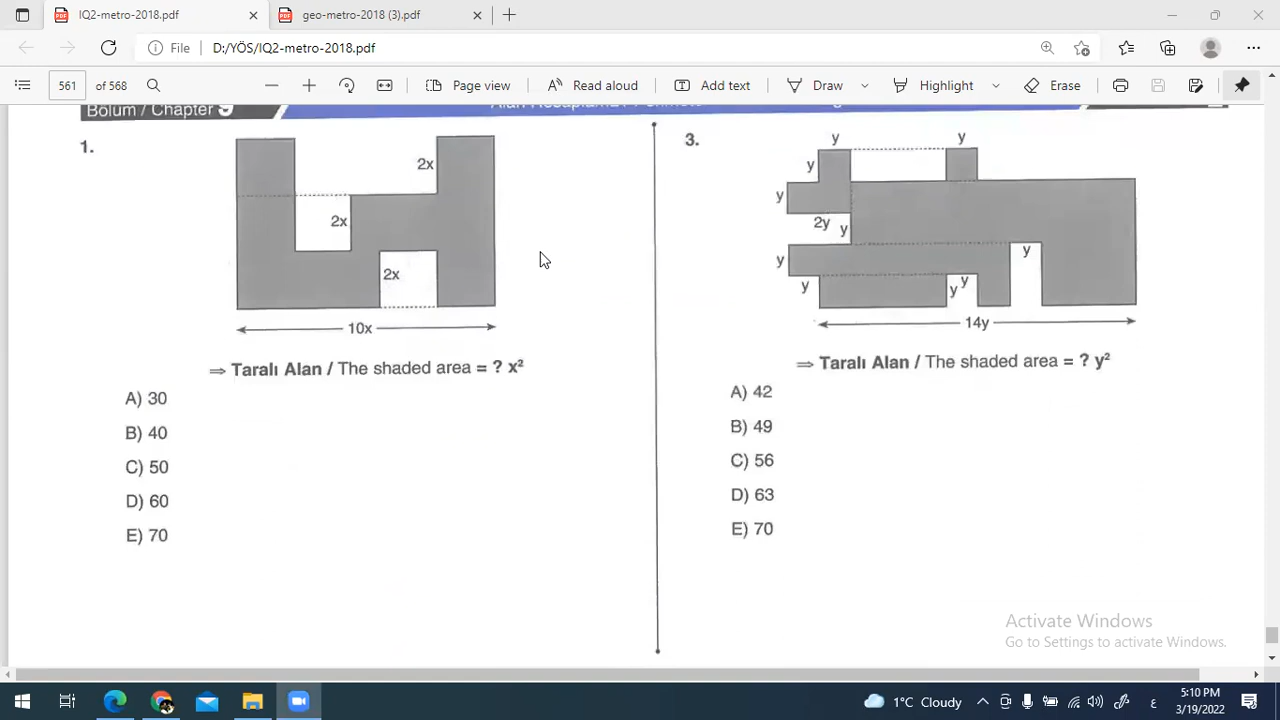 IQ2-metro-2018.pdf
geo-metro-2018 (3).pdf
File
D:/YÖS/IQ2-metro-2018.pdf
561 of 568
Page view
Read aloud
Add text
Draw
Highlight
Erase
Bölüm / Chapter 9
1.
2x
2x
2x
10x
⇒ Taralı Alan / The shaded area = ? x²
A) 30
B) 40
C) 50
D) 60
E) 70
3.
y
y
y
y
2y
y
y
y
y
y
y
14y
⇒ Taralı Alan / The shaded area = ? y²
A) 42
B) 49
C) 56
D) 63
E) 70
Activate Windows
Go to Settings to activate Windows.
1°C Cloudy
ع
5:10 PM
3/19/2022